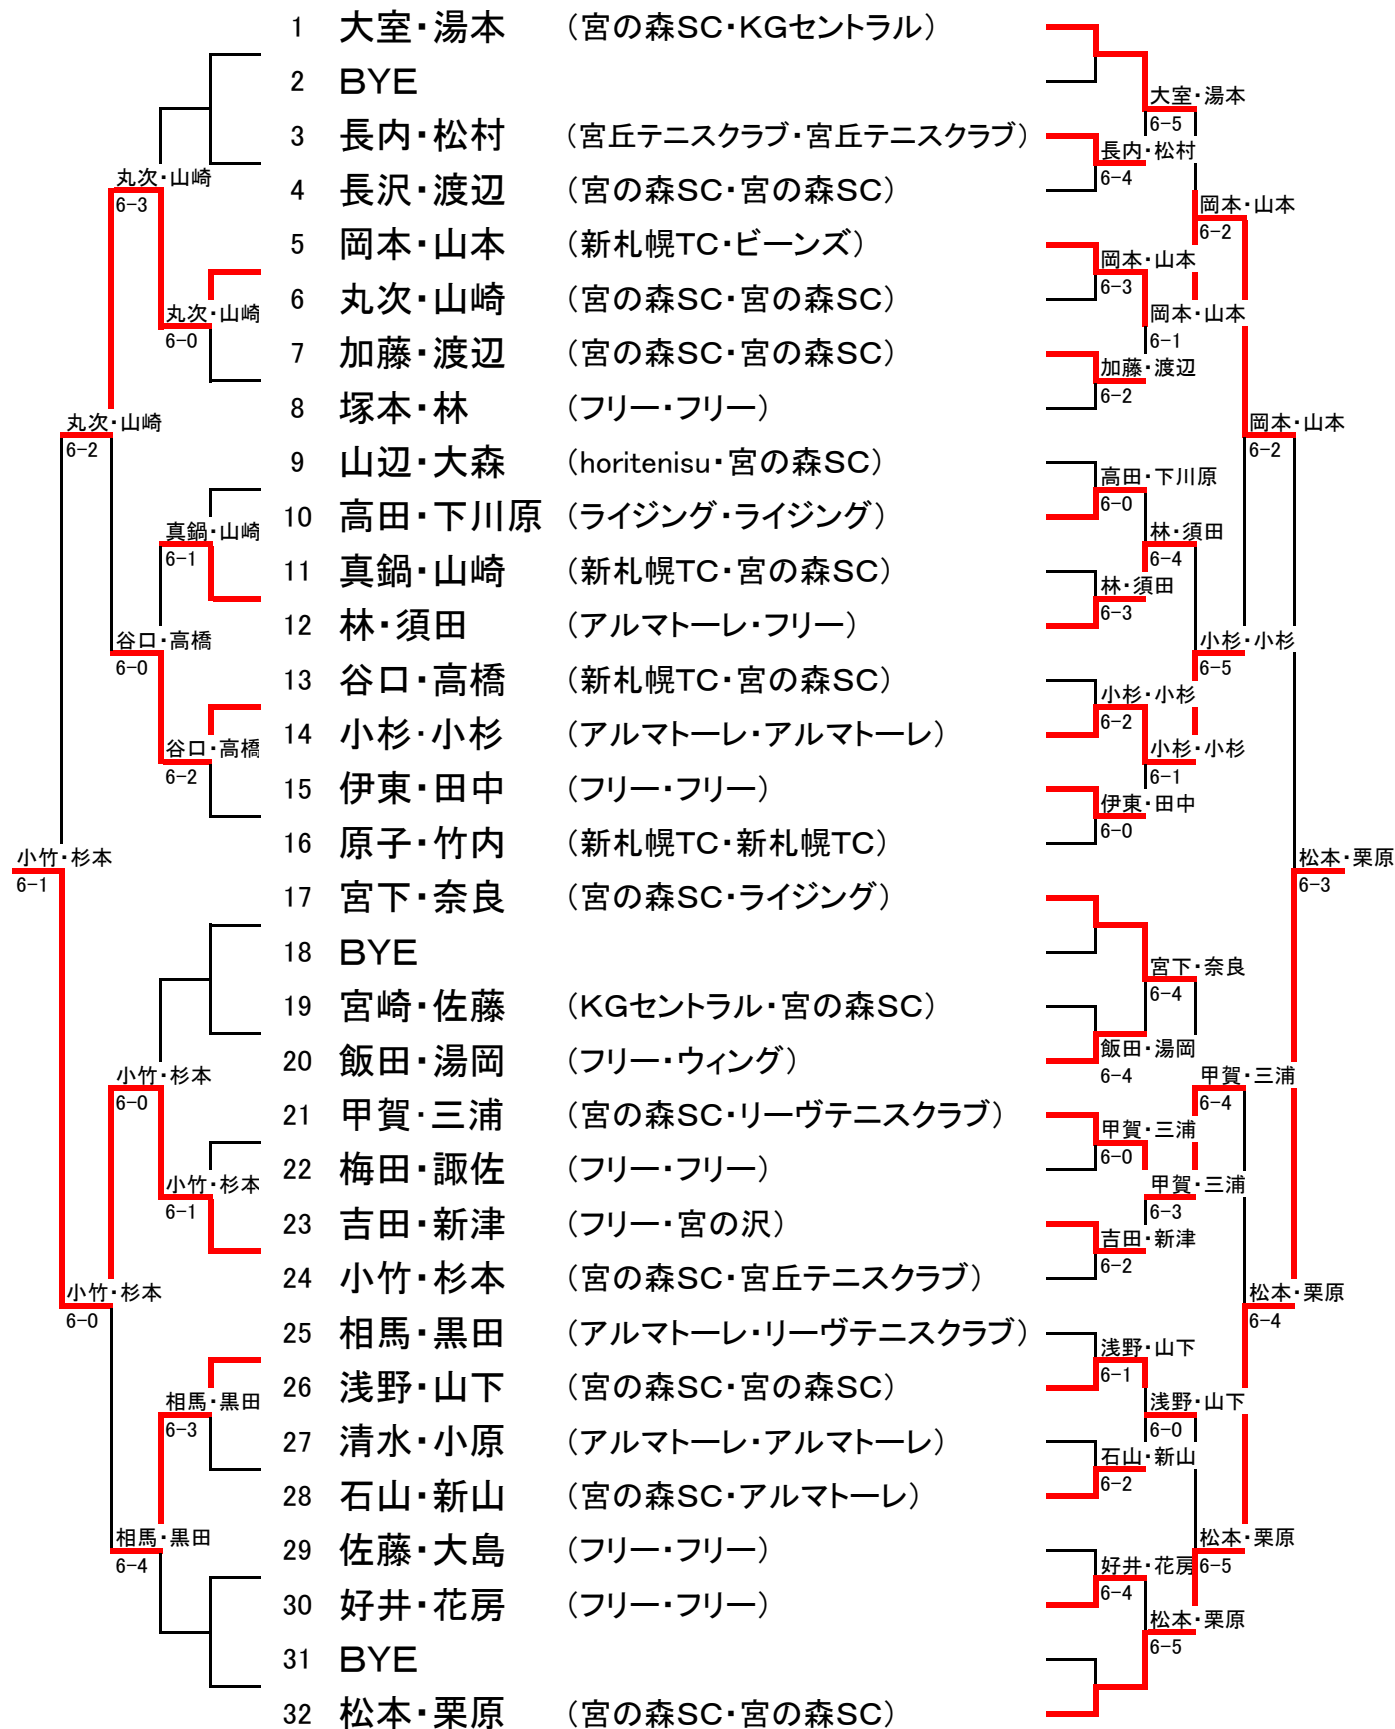 1 大室・湯本 (宮の森SC・KGセントラル)
2 BYE
3 長内・松村 (宮丘テニスクラブ・宮丘テニスクラブ)
4 長沢・渡辺 (宮の森SC・宮の森SC)
5 岡本・山本 (新札幌TC・ビーンズ)
6 丸次・山崎 (宮の森SC・宮の森SC)
7 加藤・渡辺 (宮の森SC・宮の森SC)
8 塚本・林 (フリー・フリー)
9 山辺・大森 (horitenisu・宮の森SC)
10 高田・下川原 (ライジング・ライジング)
11 真鍋・山崎 (新札幌TC・宮の森SC)
12 林・須田 (アルマトーレ・フリー)
13 谷口・高橋 (新札幌TC・宮の森SC)
14 小杉・小杉 (アルマトーレ・アルマトーレ)
15 伊東・田中 (フリー・フリー)
16 原子・竹内 (新札幌TC・新札幌TC)
17 宮下・奈良 (宮の森SC・ライジング)
18 BYE
19 宮崎・佐藤 (KGセントラル・宮の森SC)
20 飯田・湯岡 (フリー・ウィング)
21 甲賀・三浦 (宮の森SC・リーヴテニスクラブ)
22 梅田・諏佐 (フリー・フリー)
23 吉田・新津 (フリー・宮の沢)
24 小竹・杉本 (宮の森SC・宮丘テニスクラブ)
25 相馬・黒田 (アルマトーレ・リーヴテニスクラブ)
26 浅野・山下 (宮の森SC・宮の森SC)
27 清水・小原 (アルマトーレ・アルマトーレ)
28 石山・新山 (宮の森SC・アルマトーレ)
29 佐藤・大島 (フリー・フリー)
30 好井・花房 (フリー・フリー)
31 BYE
32 松本・栗原 (宮の森SC・宮の森SC)
丸次・山崎
6-3
丸次・山崎
6-0
丸次・山崎
6-2
真鍋・山崎
6-1
谷口・高橋
6-0
谷口・高橋
6-2
小竹・杉本
6-1
小竹・杉本
6-0
小竹・杉本
6-1
小竹・杉本
6-0
相馬・黒田
6-3
相馬・黒田
6-4
大室・湯本
6-5
長内・松村
6-4
岡本・山本
6-2
岡本・山本
6-3
岡本・山本
6-1
加藤・渡辺
6-2
岡本・山本
6-2
高田・下川原
6-0
林・須田
6-4
林・須田
6-3
小杉・小杉
6-5
小杉・小杉
6-2
小杉・小杉
6-1
伊東・田中
6-0
松本・栗原
6-3
宮下・奈良
6-4
飯田・湯岡
6-4
甲賀・三浦
6-4
甲賀・三浦
6-0
甲賀・三浦
6-3
吉田・新津
6-2
松本・栗原
6-4
浅野・山下
6-1
浅野・山下
6-0
石山・新山
6-2
松本・栗原
6-5
好井・花房
6-4
松本・栗原
6-5